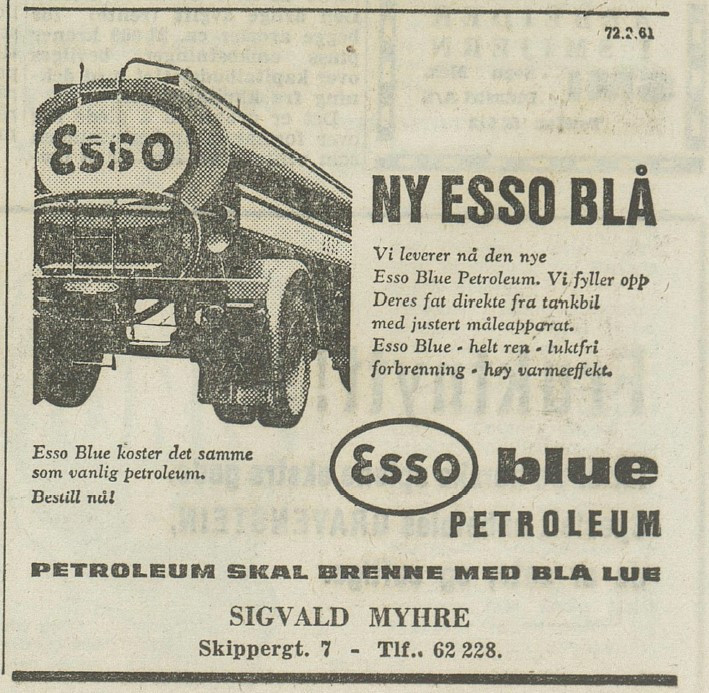 72.2.61
Esso
NY ESSO BLÅ
Vi leverer nå den nye
Esso Blue Petroleum. Vi fyller opp
Deres fat direkte fra tankbil
med justert måleapparat.
Esso Blue - helt ren - luktfri
forbrenning - høy varmeeffekt.
Esso Blue koster det samme
som vanlig petroleum.
Bestill nå!
Esso blue
PETROLEUM
PETROLEUM SKAL BRENNE MED BLÅ LUE
SIGVALD MYHRE
Skippergt. 7 - Tlf.. 62 228.